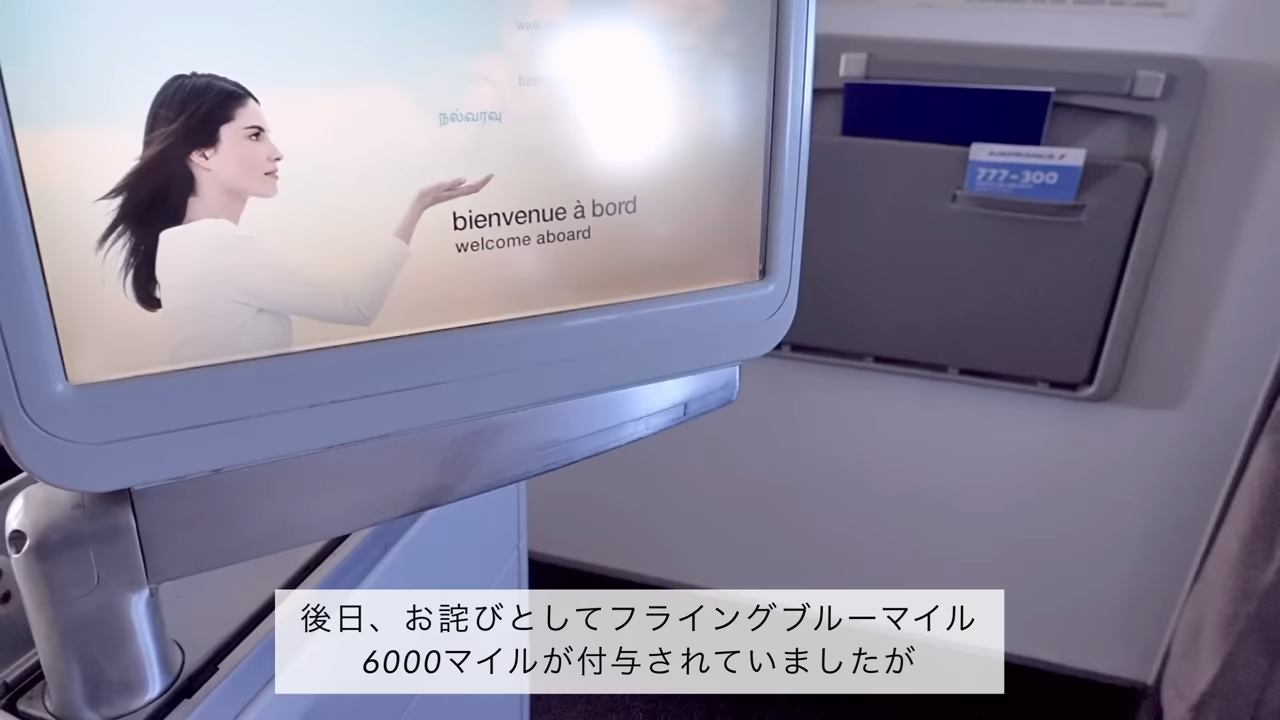 நல்வரவு
bienvenue à bord
welcome aboard
777-300
後日、お詫びとしてフライングブルーマイル
6000マイルが付与されていましたが